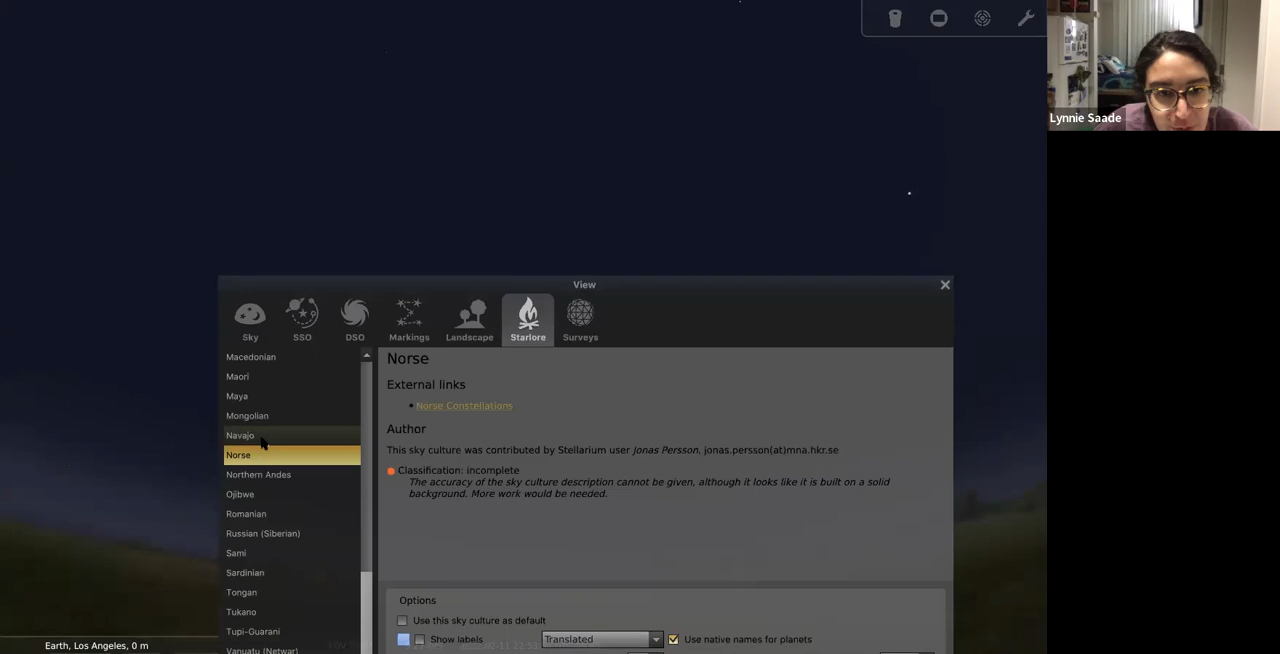 Lynnie Saade
View
Sky
SSO
DSO
Markings
Landscape
Starlore
Surveys
Macedonian
Maori
Maya
Mongolian
Navajo
Norse
Northern Andes
Ojibwe
Romanian
Russian (Siberian)
Sami
Sardinian
Tongan
Tukano
Tupi-Guarani
Vanuatu (Netwar)
Norse
External links
• Norse Constellations
Author
This sky culture was contributed by Stellarium user Jonas Persson, jonas.persson(at)mna.hkr.se
Classification: incomplete
The accuracy of the sky culture description cannot be given, although it looks like it is built on a solid
background. More work would be needed.
Options
Use this sky culture as default
Show labels
Translated
Use native names for planets
Earth, Los Angeles, 0 m